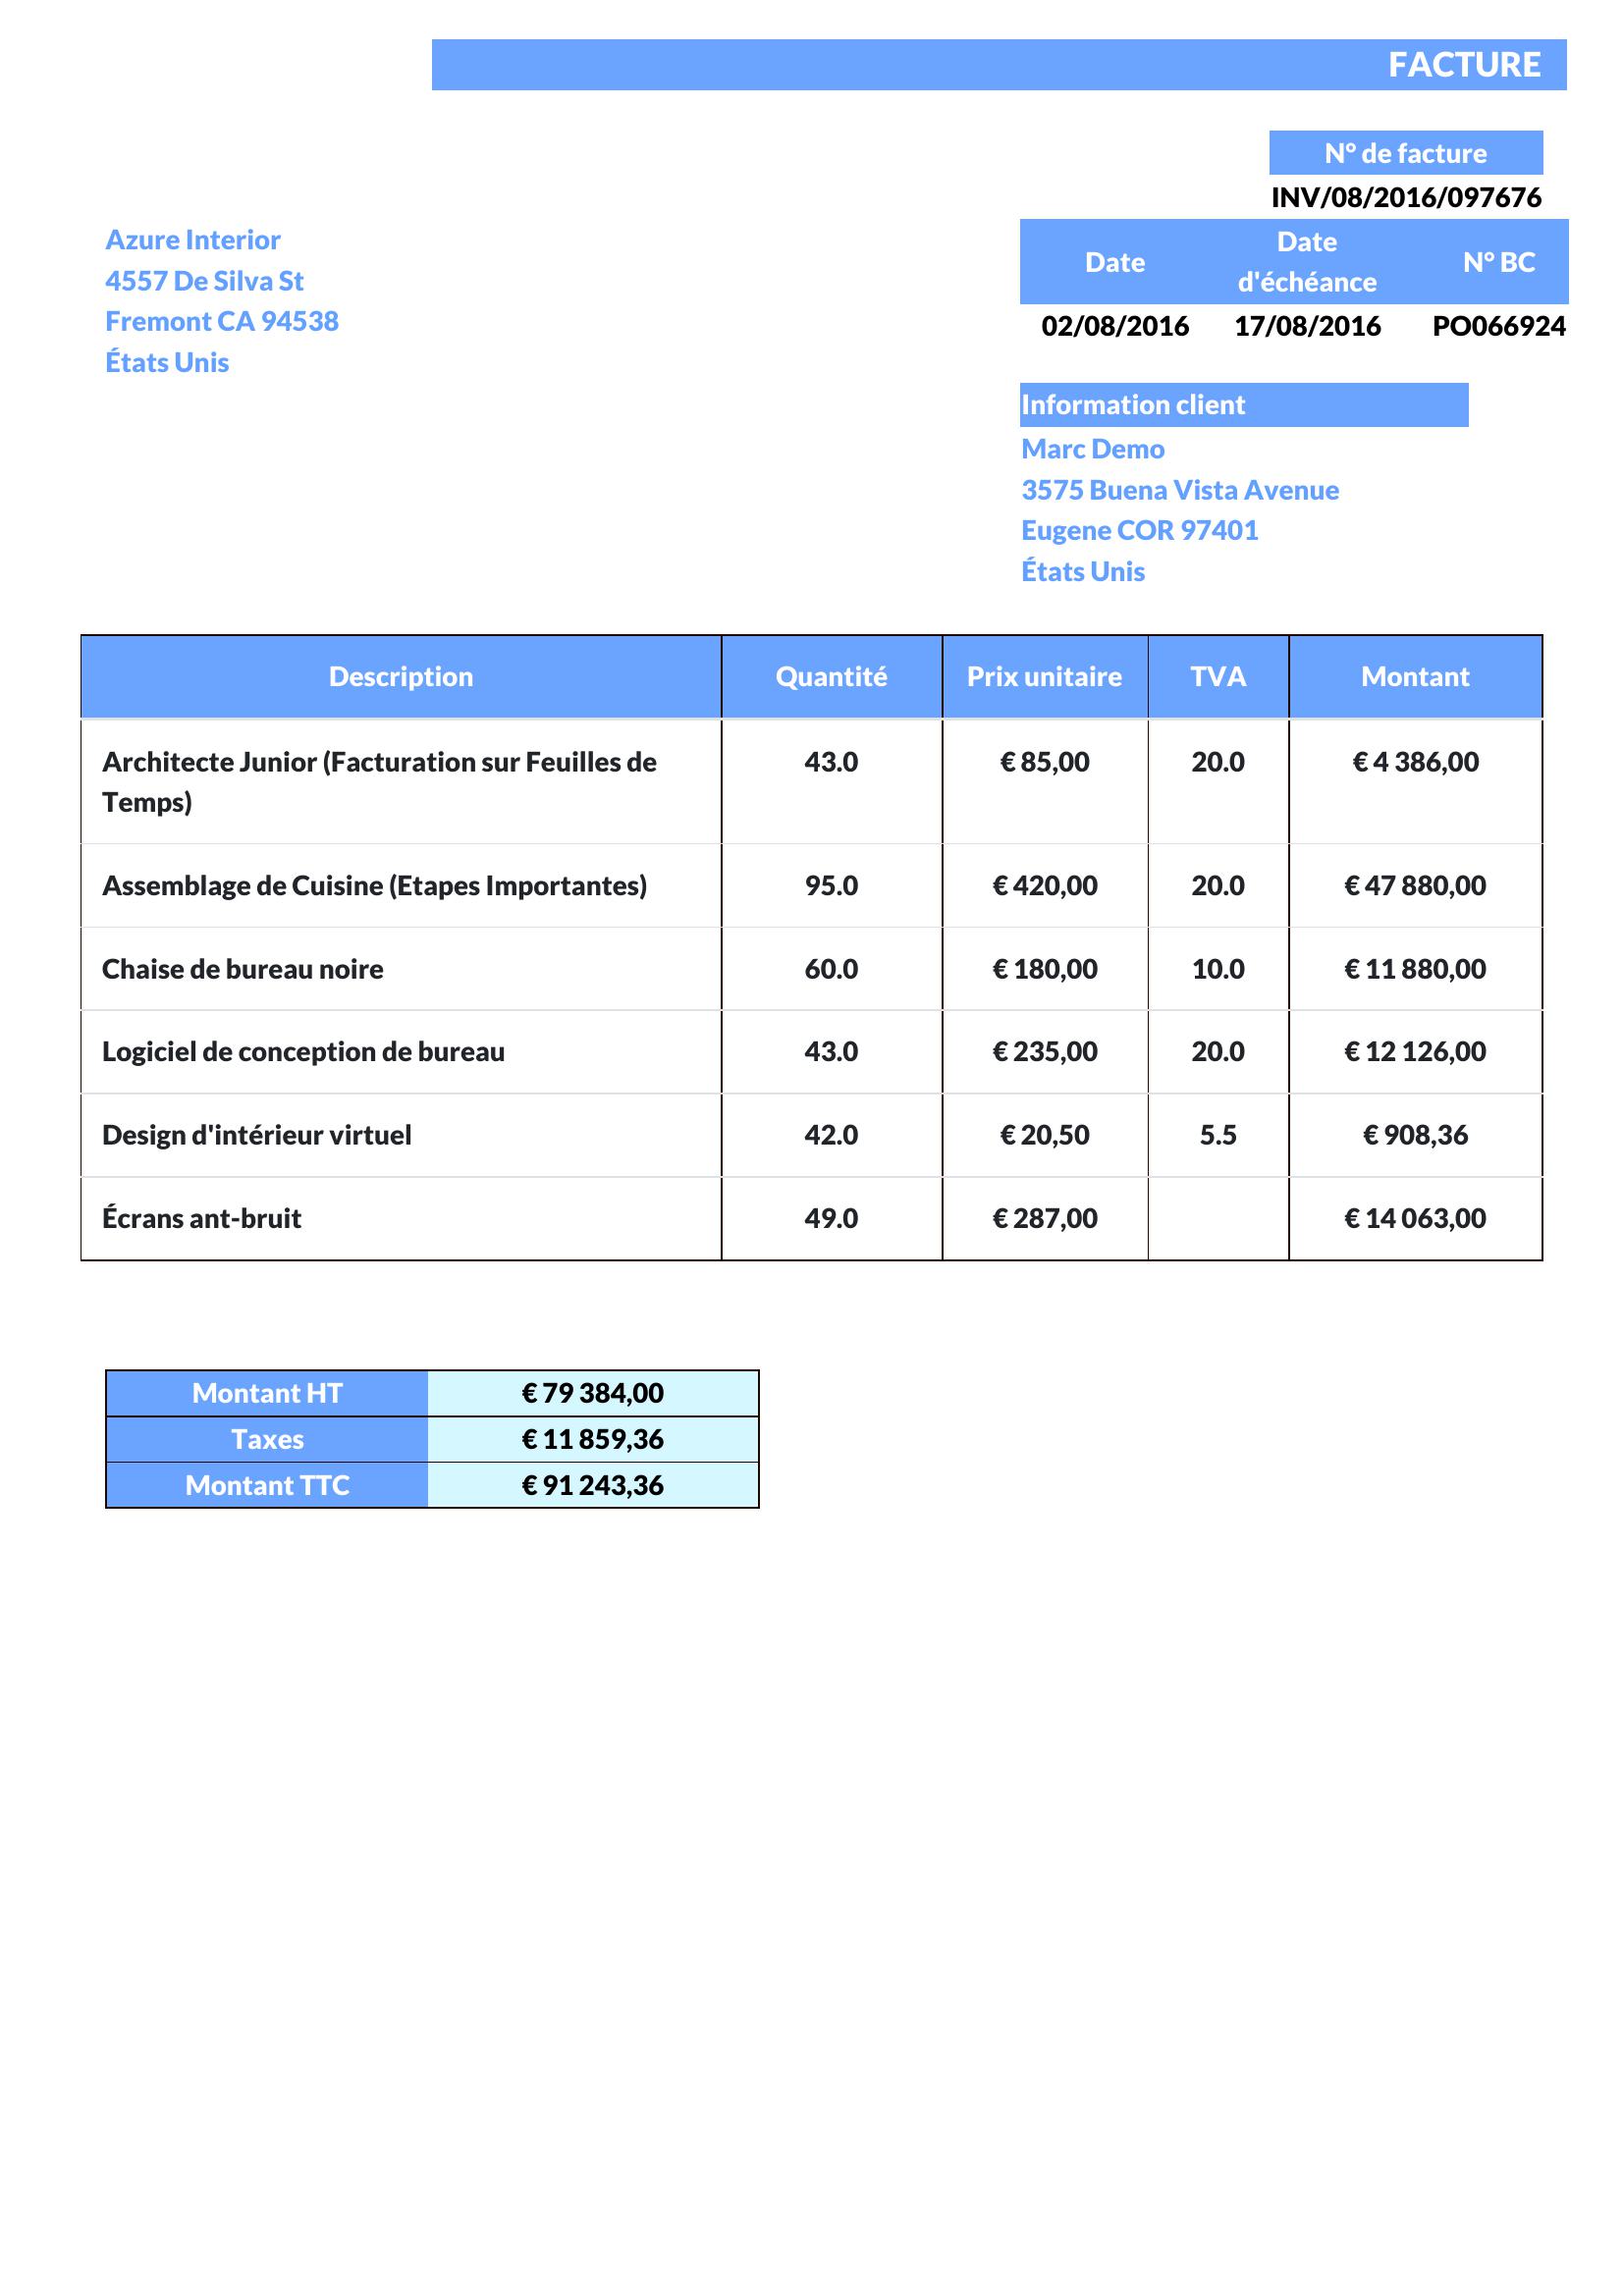 FACTURE
N° de facture
INV/08/2016/097676
Azure Interior
4557 De Silva St
Fremont CA 94538
États Unis
Date Date d'échéance N° BC
02/08/2016 17/08/2016 PO066924
Information client
Marc Demo
3575 Buena Vista Avenue
Eugene COR 97401
États Unis
Description Quantité Prix unitaire TVA Montant
Architecte Junior (Facturation sur Feuilles de 43.0 € 85,00 20.0 € 4 386,00
Temps)
Assemblage de Cuisine (Etapes Importantes) 95.0 € 420,00 20.0 € 47 880,00
Chaise de bureau noire 60.0 € 180,00 10.0 € 11 880,00
Logiciel de conception de bureau 43.0 € 235,00 20.0 € 12 126,00
Design d'intérieur virtuel 42.0 € 20,50 5.5 € 908,36
Écrans ant-bruit 49.0 € 287,00 € 14 063,00
Montant HT € 79 384,00
Taxes € 11 859,36
Montant TTC € 91 243,36